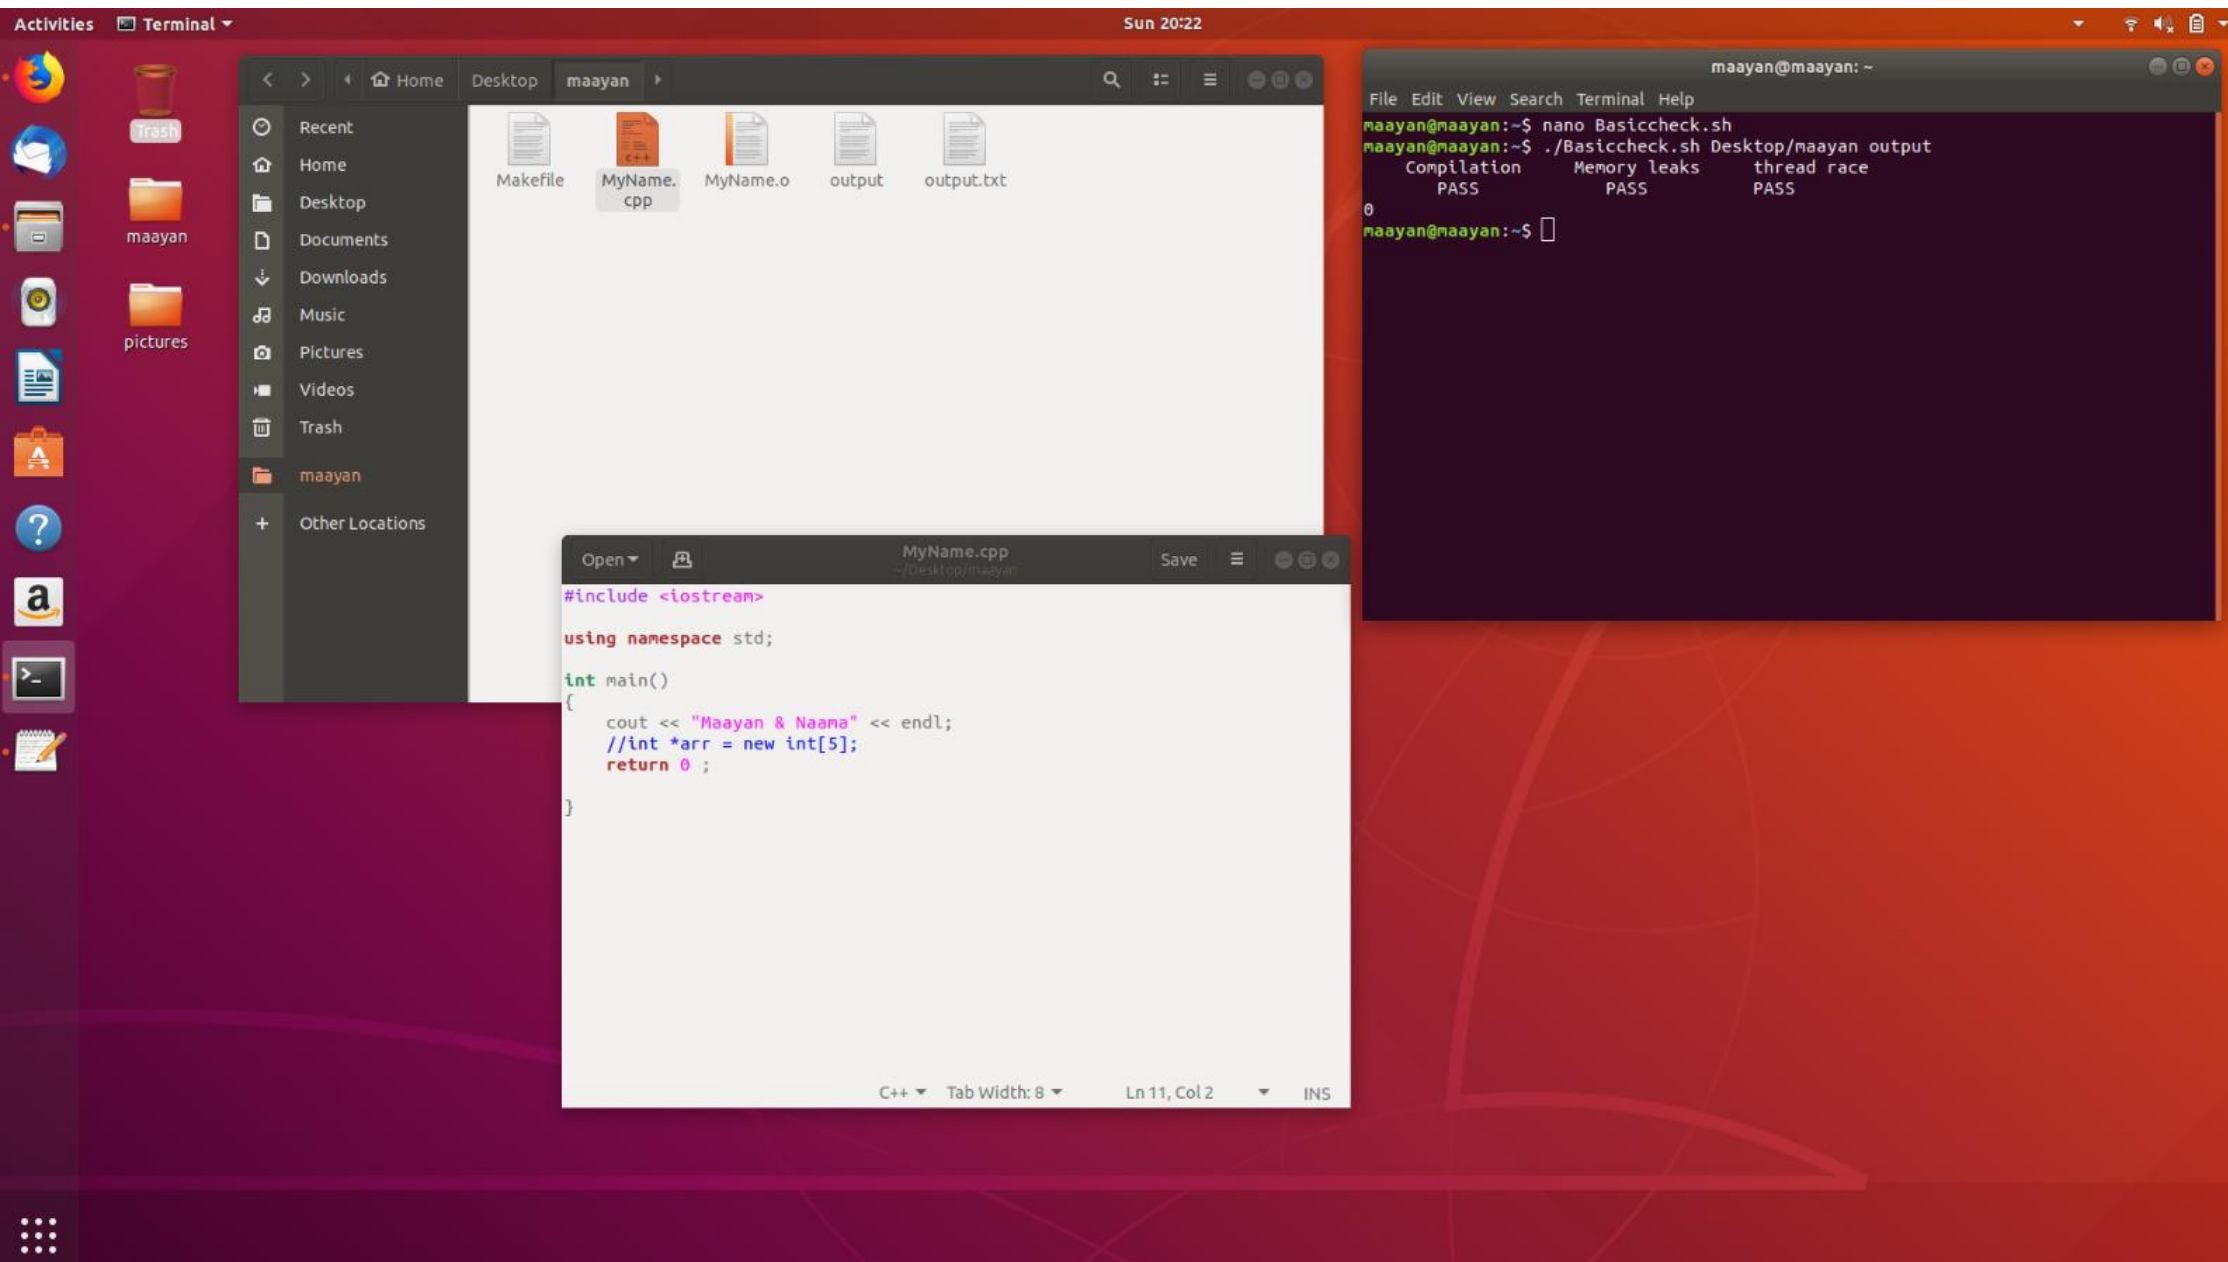 Activities Terminal Sun 20:22
Trash
maayan
pictures
Home Desktop maayan
Recent
Home
Desktop
Documents
Downloads
Music
Pictures
Videos
Trash
maayan
Other Locations
Makefile
MyName.
cpp
MyName.o
output
output.txt
maayan@maayan: ~
File Edit View Search Terminal Help
maayan@maayan:~$ nano Basiccheck.sh
maayan@maayan:~$ ./Basiccheck.sh Desktop/maayan output
Compilation Memory leaks thread race
PASS PASS PASS
0
maayan@maayan:~$
Open MyName.cpp Save
~/Desktop/maayan
#include <iostream>
using namespace std;
int main()
{
cout << "Maayan & Naama" << endl;
//int *arr = new int[5];
return 0 ;
}
C++ Tab Width: 8 Ln 11, Col 2 INS